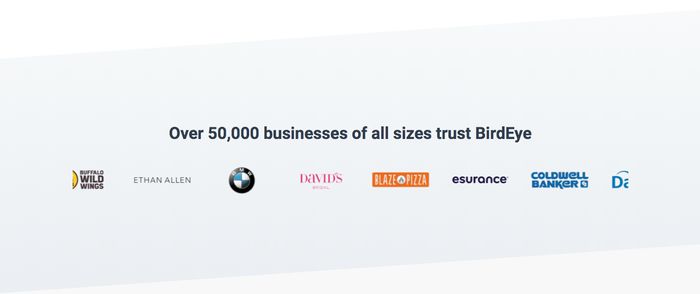 Over 50,000 businesses of all sizes trust BirdEye
BUFFALO
WILD
WINGS
ETHAN ALLEN
BMW
DAVID'S
BRIDAL
BLAZE PIZZA
esurance
COLDWELL
BANKER
Da